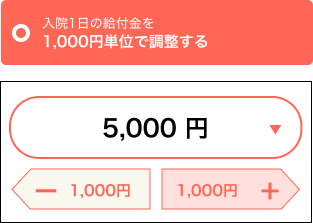 入院1日の給付金を
1,000円単位で調整する
5,000 円
− 1,000円
1,000円 +